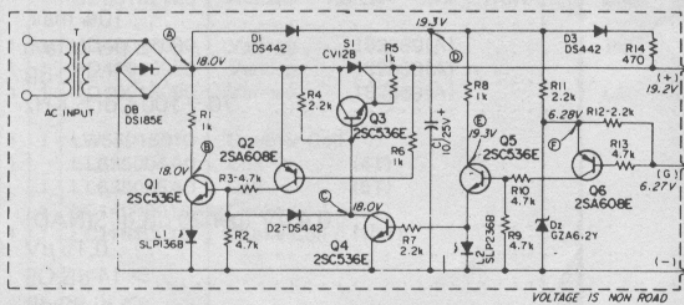 T
AC INPUT
DB
DS185E
A
18.0V
D1
DS442
R1
1k
B
18.0V
Q1
2SC536E
L1
SLP136B
R2
4.7k
R3-4.7k
Q2
2SA608E
R4
2.2k
D2-DS442
S1
CV12B
R5
1k
Q3
2SC536E
R6
1k
C
18.0V
Q4
2SC536E
R7
2.2k
19.3V
D
C1
10/25V
+
R8
1k
E
19.3V
Q5
2SC536E
L2
SLP236B
R10
4.7k
R9
4.7k
D3
DS442
R11
2.2k
6.28V
F
R12-2.2k
R13
4.7k
Q6
2SA608E
Dz
GZA6.2Y
R14
470
(+)
19.2V
(G)
6.27V
(-)
VOLTAGE IS NON ROAD